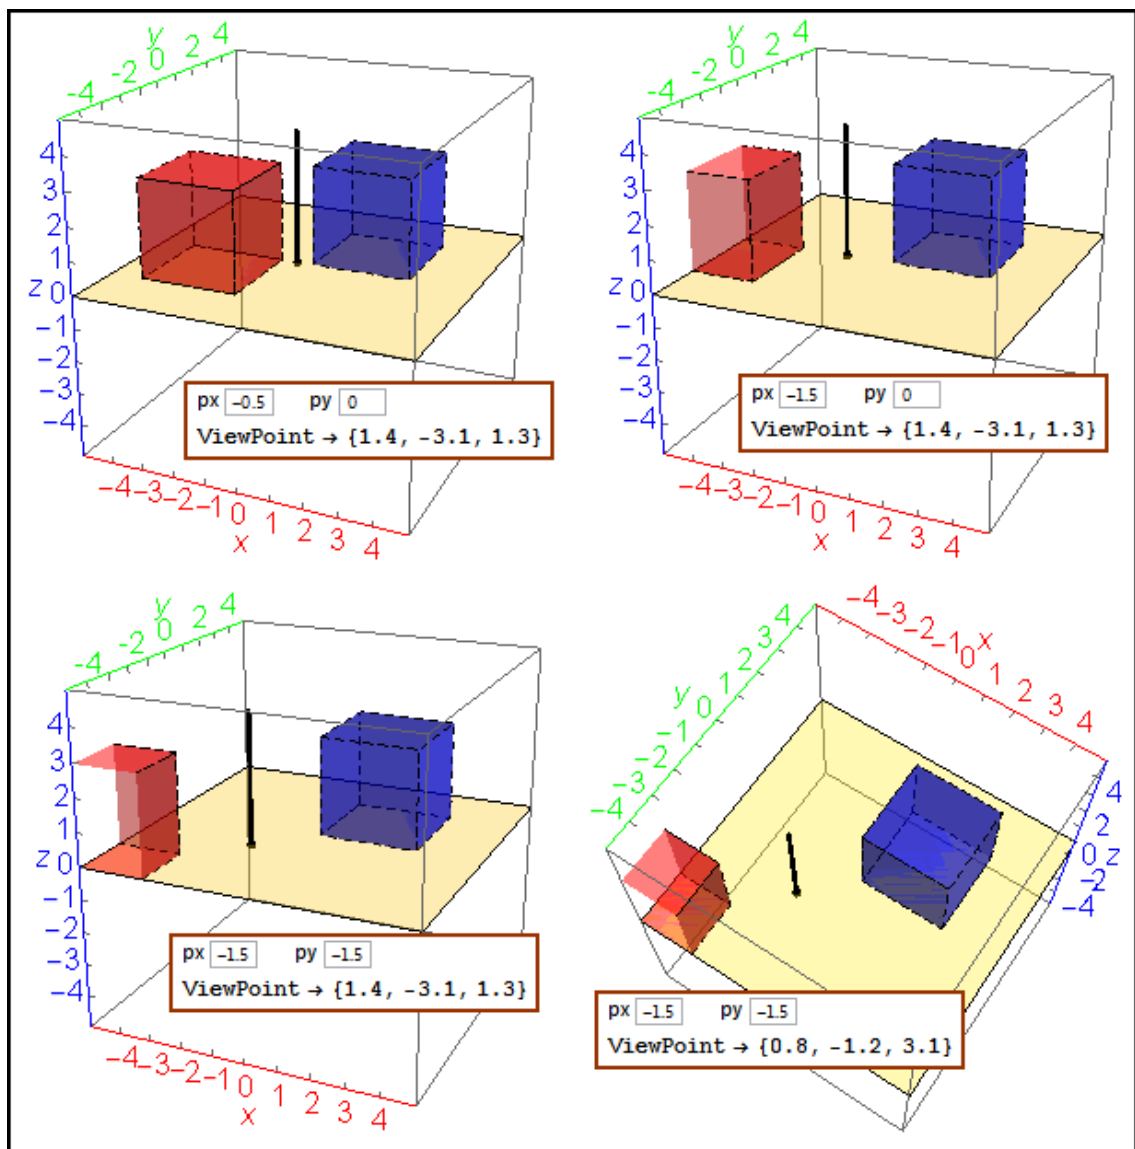 y
-4 -2 0 2 4
4
3
2
1
z 0
-1
-2
-3
-4
px -0.5 py 0
ViewPoint → {1.4, -3.1, 1.3}
-4 -3 -2 -1 0 1 2 3 4
x
y
-4 -2 0 2 4
4
3
2
1
z 0
-1
-2
-3
-4
px -1.5 py 0
ViewPoint → {1.4, -3.1, 1.3}
-4 -3 -2 -1 0 1 2 3 4
x
y
-4 -2 0 2 4
4
3
2
1
z 0
-1
-2
-3
-4
px -1.5 py -1.5
ViewPoint → {1.4, -3.1, 1.3}
-4 -3 -2 -1 0 1 2 3 4
x
-4 -3 -2 -1 0 1 2 3 4
x
y
-4 -3 -2 -1 0 1 2 3 4
4
2
0 z
-2
-4
px -1.5 py -1.5
ViewPoint → {0.8, -1.2, 3.1}